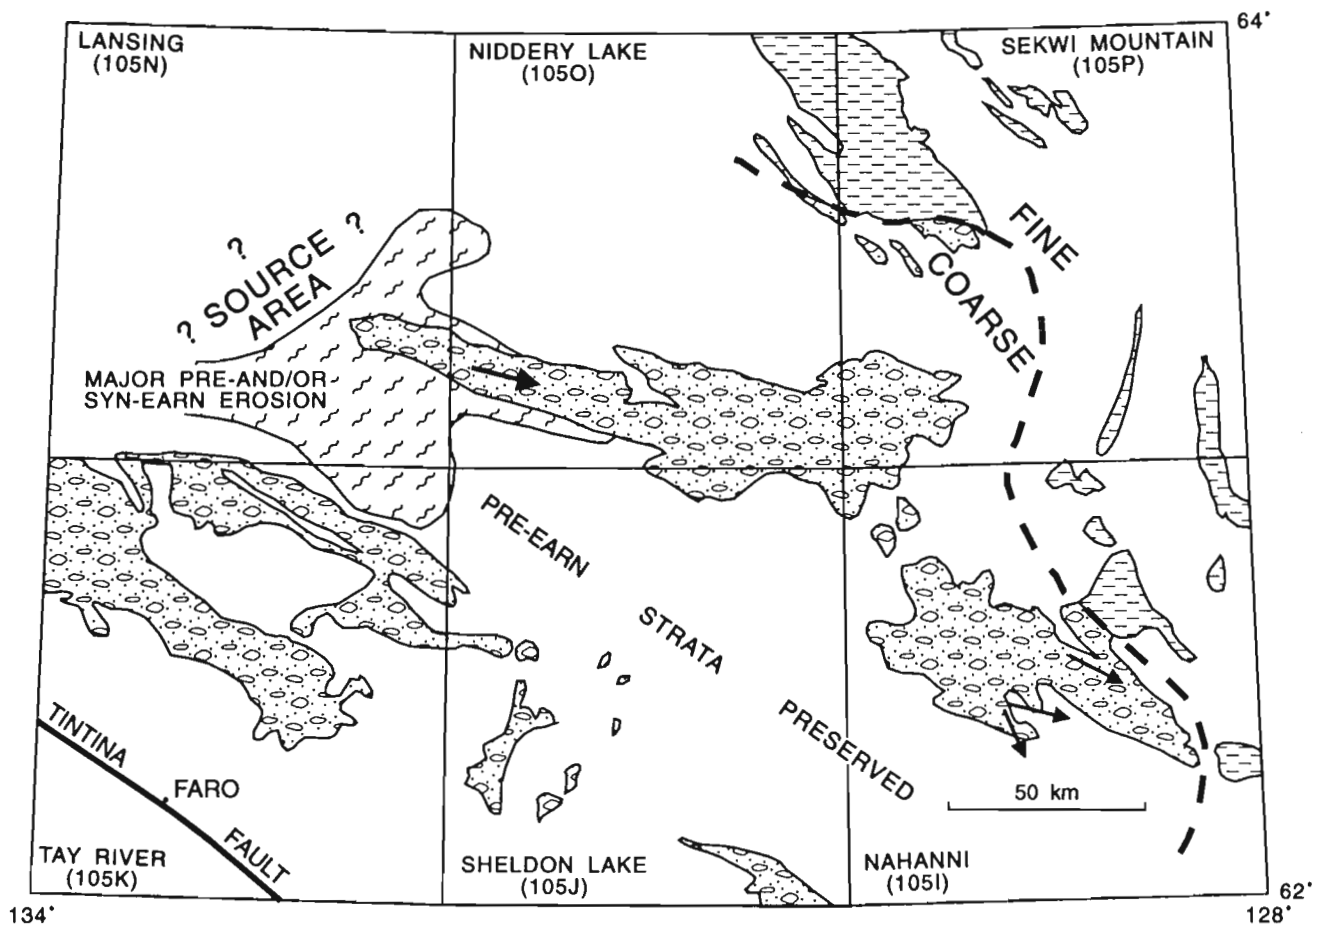 64°
LANSING
(105N)
NIDDERY LAKE
(105O)
SEKWI MOUNTAIN
(105P)
FINE
COARSE
? ? ?
SOURCE
AREA
MAJOR PRE-AND/OR
SYN-EARN EROSION
PRE-EARN
STRATA
PRESERVED
TINTINA
FAULT
FARO
50 km
TAY RIVER
(105K)
SHELDON LAKE
(105J)
NAHANNI
(105I)
62°
134°
128°